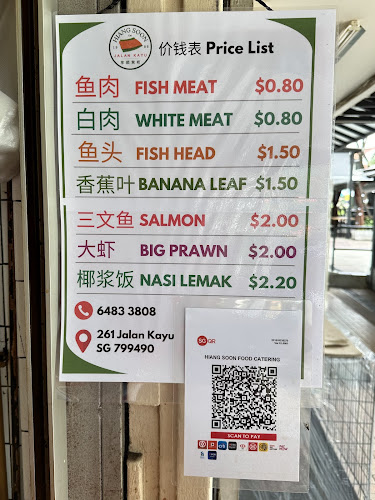 HIANG SOON
JALAN KAYU
价钱表 Price List
鱼肉 FISH MEAT $0.80
白肉 WHITE MEAT $0.80
鱼头 FISH HEAD $1.50
香蕉叶 BANANA LEAF $1.50
三文鱼 SALMON $2.00
大虾 BIG PRAWN $2.00
椰浆饭 NASI LEMAK $2.20
6483 3808
261 Jalan Kayu
SG 799490
SG QR
HIANG SOON FOOD CATERING
SCAN TO PAY